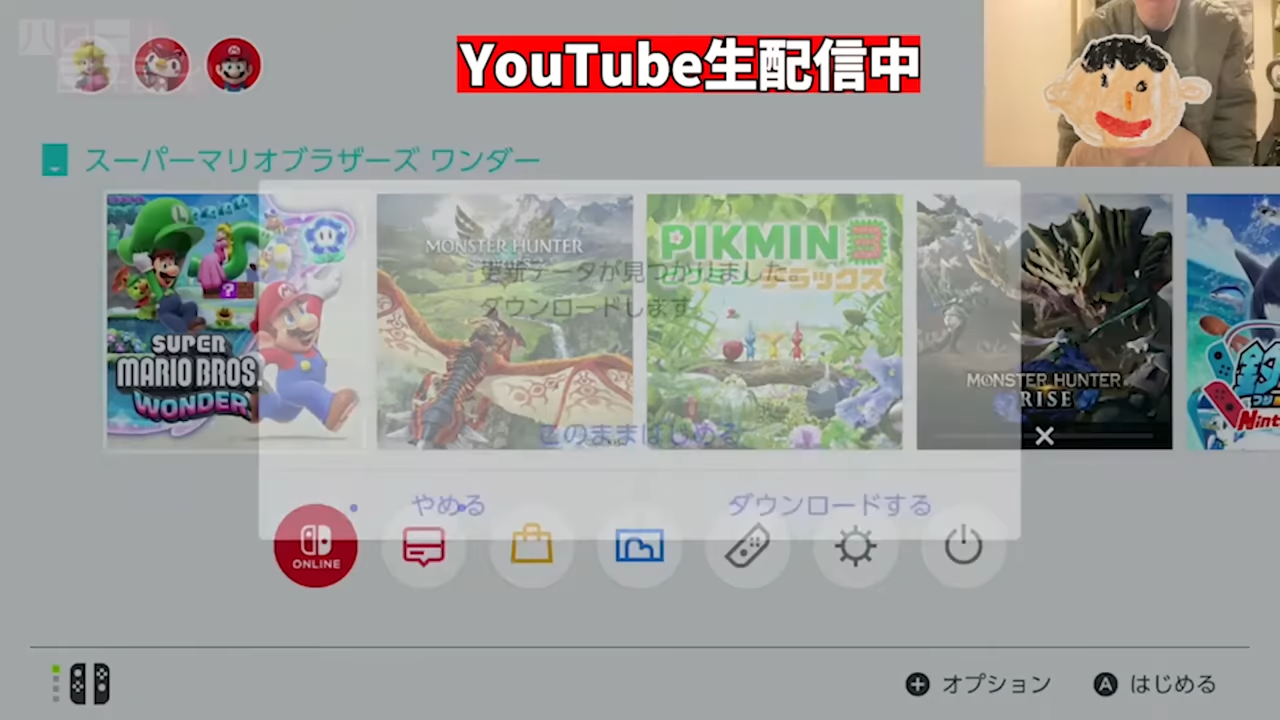 YouTube生配信中
スーパーマリオブラザーズ ワンダー
SUPER
MARIO BROS.
WONDER
MONSTER HUNTER
PIKMIN 3
デラックス
MONSTER HUNTER
RISE
更新データが見つかりました。
ダウンロードします。
このままはじめる
やめる
ダウンロードする
ONLINE
オプション
はじめる